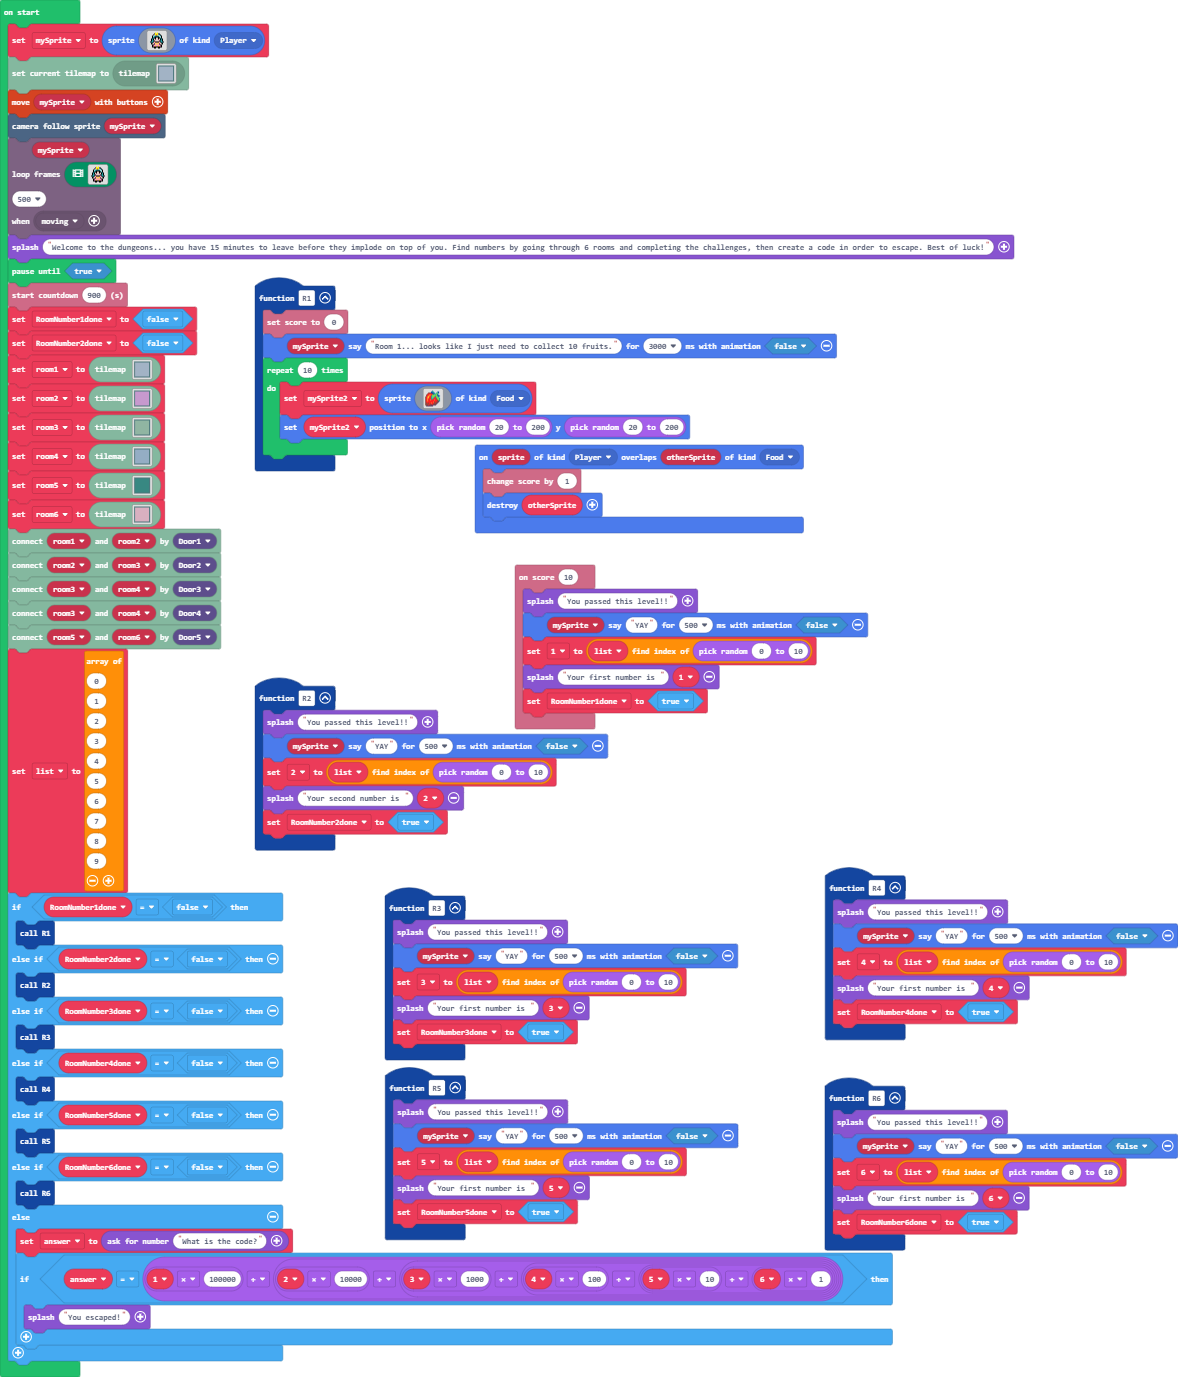 on start
set mySprite to sprite of kind Player
set current tilemap to tilemap
move mySprite with buttons
camera follow sprite mySprite
mySprite
loop frames
500
when moving
splash "Welcome to the dungeons... you have 15 minutes to leave before they implode on top of you. Find numbers by going through 6 rooms and completing the challenges, then create a code in order to escape. Best of luck!"
pause until true
start countdown 900 (s)
set RoomNumber1done to false
set RoomNumber2done to false
set room1 to tilemap
set room2 to tilemap
set room3 to tilemap
set room4 to tilemap
set room5 to tilemap
set room6 to tilemap
connect room1 and room2 by Door1
connect room2 and room3 by Door2
connect room3 and room4 by Door3
connect room3 and room4 by Door4
connect room5 and room6 by Door5
set list to array of
0
1
2
3
4
5
6
7
8
9
if RoomNumber1done = false then
call R1
else if RoomNumber2done = false then
call R2
else if RoomNumber3done = false then
call R3
else if RoomNumber4done = false then
call R4
else if RoomNumber5done = false then
call R5
else if RoomNumber6done = false then
call R6
else
set answer to ask for number "What is the code?"
if answer = 1 × 100000 + 2 × 10000 + 3 × 1000 + 4 × 100 + 5 × 10 + 6 × 1 then
splash "You escaped!"
function R1
set score to 0
mySprite say "Room 1... looks like I just need to collect 10 fruits." for 3000 ms with animation false
repeat 10 times
do
set mySprite2 to sprite of kind Food
set mySprite2 position to x pick random 20 to 200 y pick random 20 to 200
on sprite of kind Player overlaps otherSprite of kind Food
change score by 1
destroy otherSprite
on score 10
splash "You passed this level!!"
mySprite say "YAY" for 500 ms with animation false
set 1 to list find index of pick random 0 to 10
splash "Your first number is " 1
set RoomNumber1done to true
function R2
splash "You passed this level!!"
mySprite say "YAY" for 500 ms with animation false
set 2 to list find index of pick random 0 to 10
splash "Your second number is " 2
set RoomNumber2done to true
function R3
splash "You passed this level!!"
mySprite say "YAY" for 500 ms with animation false
set 3 to list find index of pick random 0 to 10
splash "Your first number is " 3
set RoomNumber3done to true
function R4
splash "You passed this level!!"
mySprite say "YAY" for 500 ms with animation false
set 4 to list find index of pick random 0 to 10
splash "Your first number is " 4
set RoomNumber4done to true
function R5
splash "You passed this level!!"
mySprite say "YAY" for 500 ms with animation false
set 5 to list find index of pick random 0 to 10
splash "Your first number is " 5
set RoomNumber5done to true
function R6
splash "You passed this level!!"
mySprite say "YAY" for 500 ms with animation false
set 6 to list find index of pick random 0 to 10
splash "Your first number is " 6
set RoomNumber6done to true